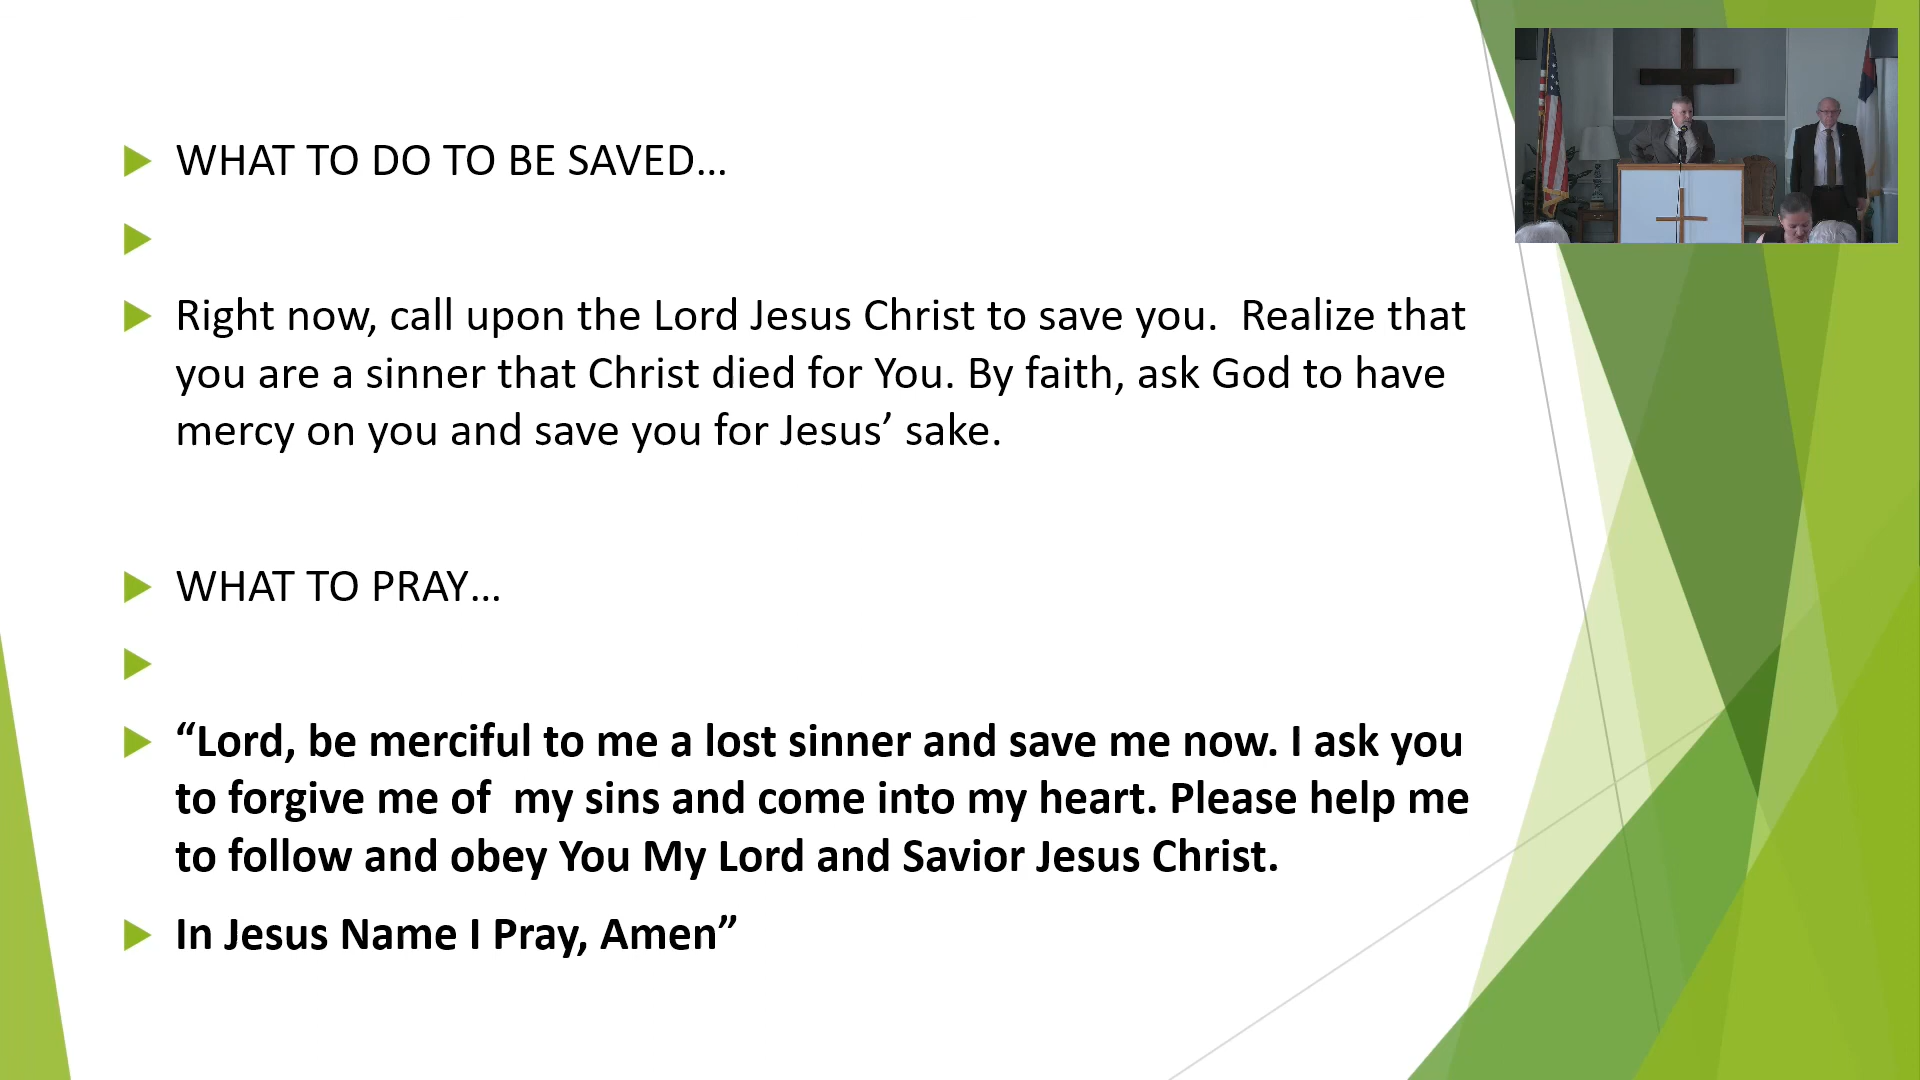 WHAT TO DO TO BE SAVED...
Right now, call upon the Lord Jesus Christ to save you.  Realize that
you are a sinner that Christ died for You. By faith, ask God to have
mercy on you and save you for Jesus’ sake.
WHAT TO PRAY...
“Lord, be merciful to me a lost sinner and save me now. I ask you
to forgive me of  my sins and come into my heart. Please help me
to follow and obey You My Lord and Savior Jesus Christ.
In Jesus Name I Pray, Amen”